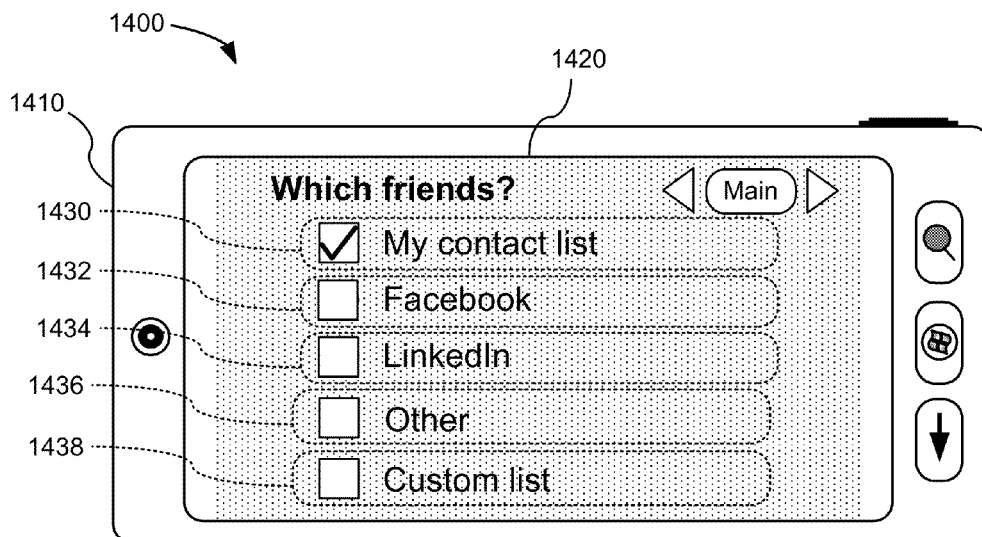 1400
1420
1410
Which friends?
Main
1430
My contact list
1432
Facebook
1434
LinkedIn
1436
Other
1438
Custom list